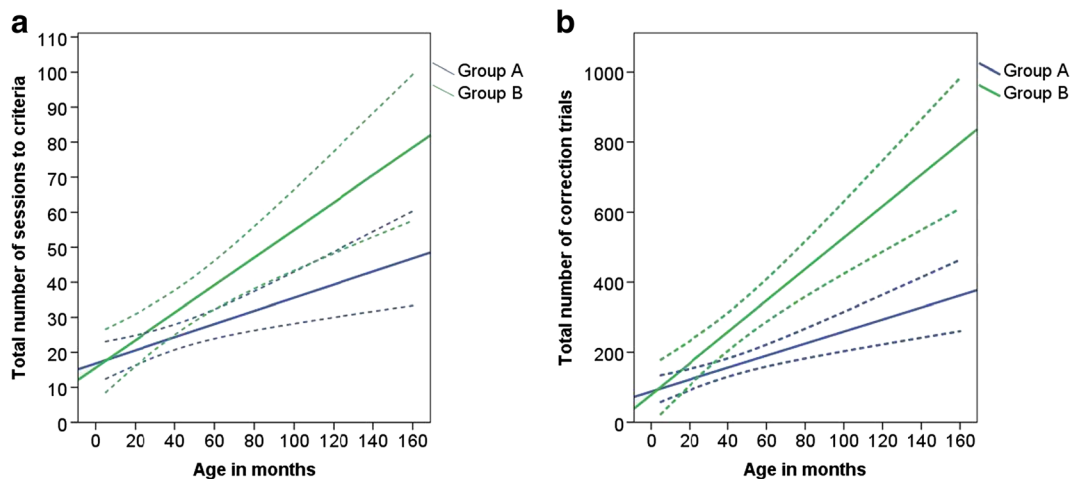 a
Total number of sessions to criteria
110
100
90
80
70
60
50
40
30
20
10
0
0 20 40 60 80 100 120 140 160
Age in months
Group A
Group B
b
Total number of correction trials
1000
800
600
400
200
0
0 20 40 60 80 100 120 140 160
Age in months
Group A
Group B